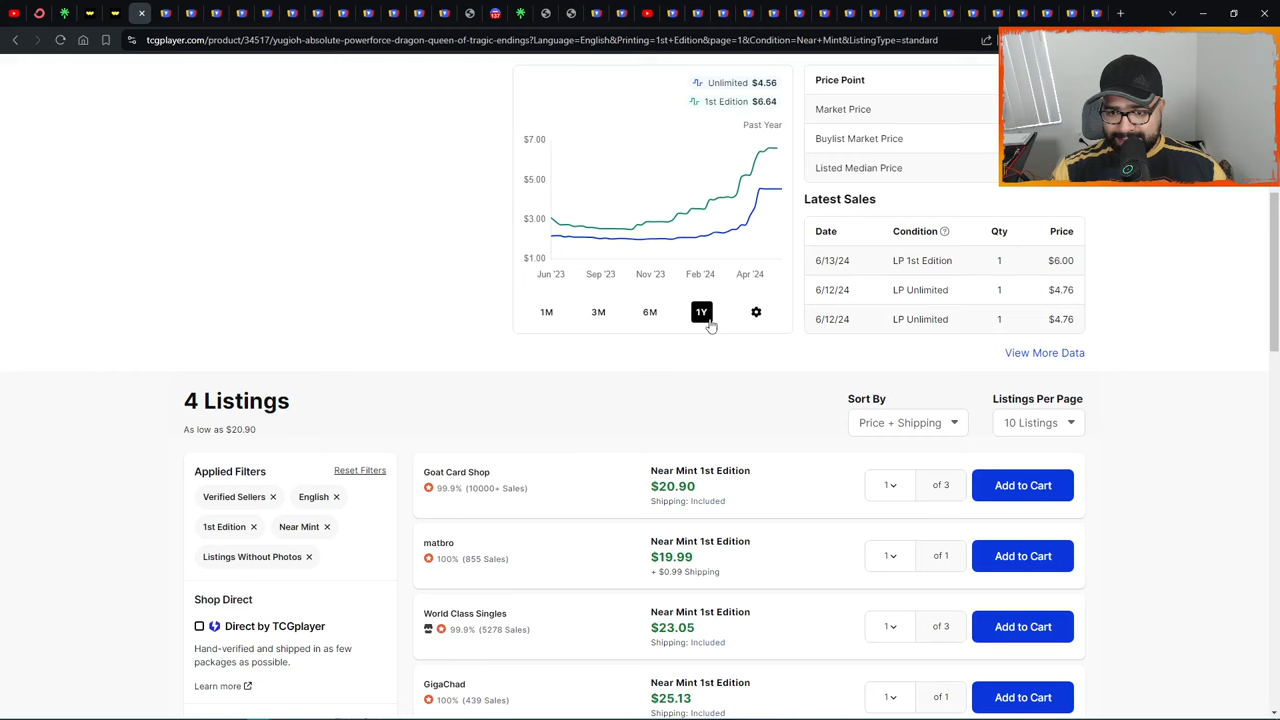 137
tcgplayer.com/product/34517/yugioh-absolute-powerforce-dragon-queen-of-tragic-endings?Language=English&Printing=1st+Edition&page=1&Condition=Near+Mint&ListingType=standard
Unlimited $4.56
1st Edition $6.64
Past Year
$7.00
$5.00
$3.00
$1.00
Jun '23
Sep '23
Nov '23
Feb '24
Apr '24
1M
3M
6M
1Y
Price Point
Market Price
Buylist Market Price
Listed Median Price
Latest Sales
Date Condition Qty Price
6/13/24 LP 1st Edition 1 $6.00
6/12/24 LP Unlimited 1 $4.76
6/12/24 LP Unlimited 1 $4.76
View More Data
4 Listings
As low as $20.90
Sort By
Price + Shipping
Listings Per Page
10 Listings
Applied Filters
Reset Filters
Verified Sellers
English
1st Edition
Near Mint
Listings Without Photos
Shop Direct
Direct by TCGplayer
Hand-verified and shipped in as few
packages as possible.
Learn more
Goat Card Shop
99.9% (10000+ Sales)
Near Mint 1st Edition
$20.90
Shipping: Included
1
of 3
Add to Cart
matbro
100% (855 Sales)
Near Mint 1st Edition
$19.99
+ $0.99 Shipping
1
of 1
Add to Cart
World Class Singles
99.9% (5278 Sales)
Near Mint 1st Edition
$23.05
Shipping: Included
1
of 3
Add to Cart
GigaChad
100% (439 Sales)
Near Mint 1st Edition
$25.13
Shipping: Included
1
of 1
Add to Cart